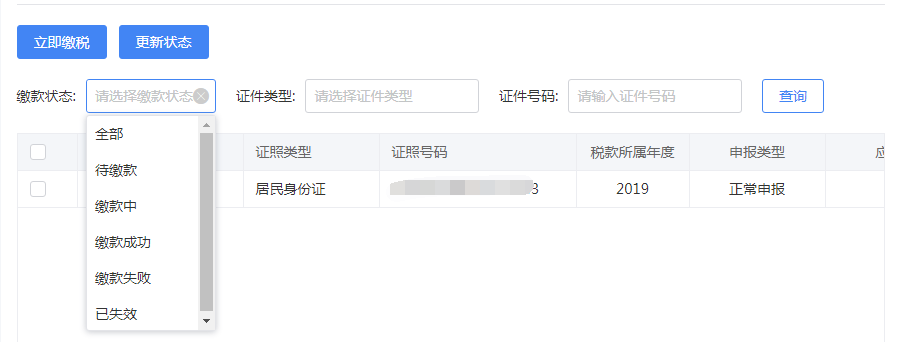 立即缴税 更新状态
缴款状态: 请选择缴款状态 证件类型: 请选择证件类型 证件号码: 请输入证件号码 查询
全部
待缴款
缴款中
缴款成功
缴款失败
已失效
证照类型 证照号码 税款所属年度 申报类型 应
居民身份证 3 2019 正常申报